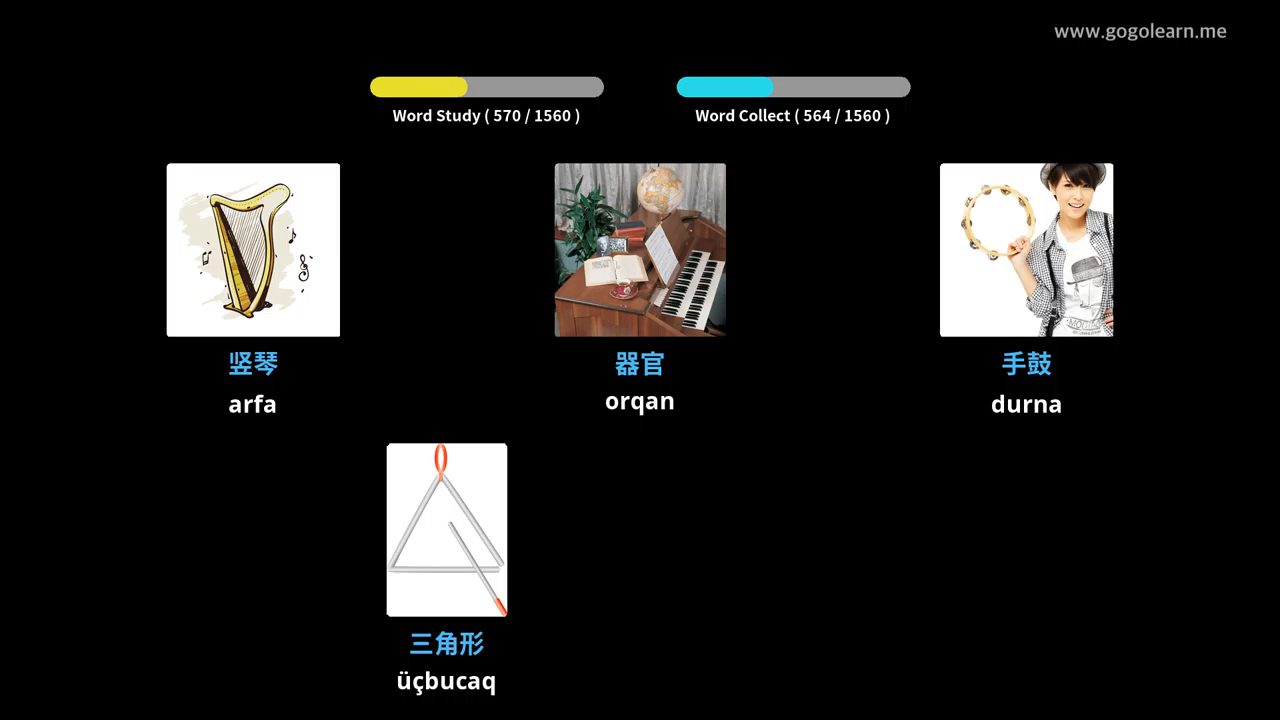 www.gogolearn.me
Word Study ( 570 / 1560 )
Word Collect ( 564 / 1560 )
竖琴
器官
手鼓
arfa
orqan
durna
三角形
üçbucaq